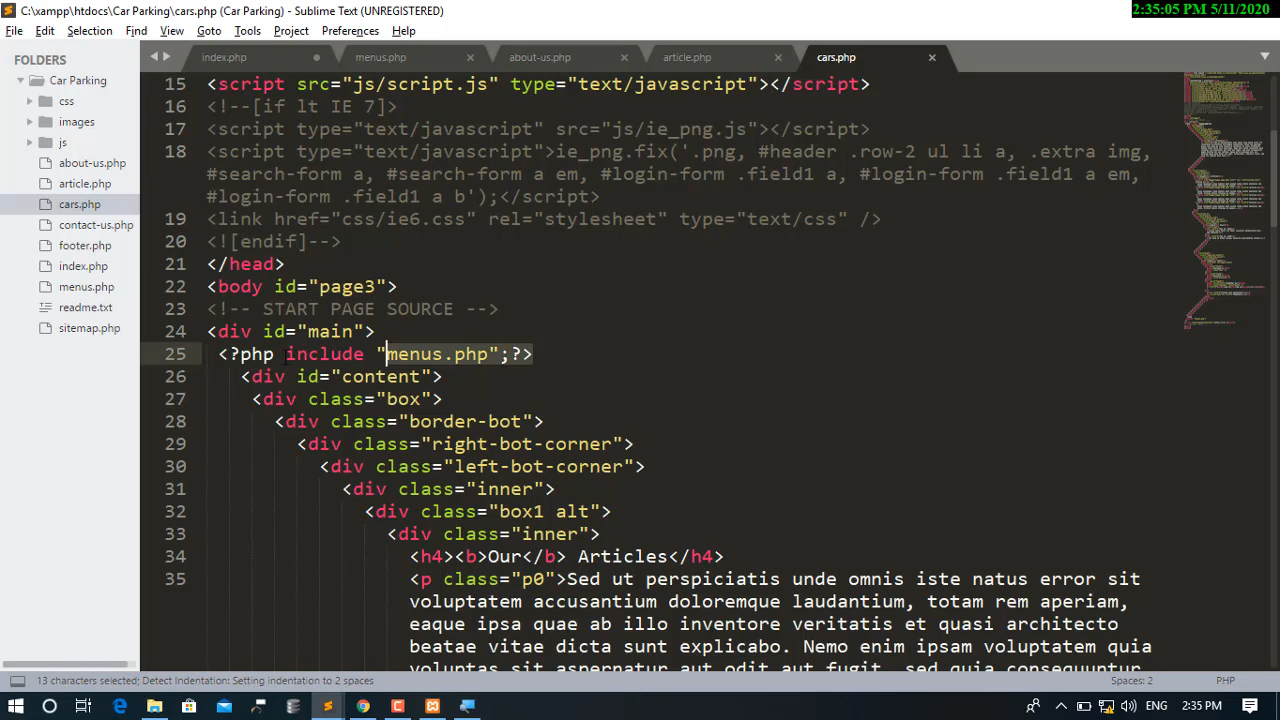 C:\xampp\htdocs\Car Parking\cars.php (Car Parking) - Sublime Text (UNREGISTERED)
2:35:05 PM 5/11/2020
File Edit Selection Find View Goto Tools Project Preferences Help
FOLDERS
Car Parking
css
images
js
about-us.php
article.php
cars.php
contact-us.php
footer.php
index.php
menus.php
readme.txt
sitemap.php
index.php menus.php about-us.php article.php cars.php
15 <script src="js/script.js" type="text/javascript"></script>
16 <!--[if lt IE 7]>
17 <script type="text/javascript" src="js/ie_png.js"></script>
18 <script type="text/javascript">ie_png.fix('.png, #header .row-2 ul li a, .extra img,
#search-form a, #search-form a em, #login-form .field1 a, #login-form .field1 a em,
#login-form .field1 a b');</script>
19 <link href="css/ie6.css" rel="stylesheet" type="text/css" />
20 <![endif]-->
21 </head>
22 <body id="page3">
23 <!-- START PAGE SOURCE -->
24 <div id="main">
25 <?php include "menus.php";?>
26 <div id="content">
27 <div class="box">
28 <div class="border-bot">
29 <div class="right-bot-corner">
30 <div class="left-bot-corner">
31 <div class="inner">
32 <div class="box1 alt">
33 <div class="inner">
34 <h4><b>Our</b> Articles</h4>
35 <p class="p0">Sed ut perspiciatis unde omnis iste natus error sit
voluptatem accusantium doloremque laudantium, totam rem aperiam,
eaque ipsa quae ab illo inventore veritatis et quasi architecto
beatae vitae dicta sunt explicabo. Nemo enim ipsam voluptatem quia
voluptas sit aspernatur aut odit aut fugit, sed quia consequuntur
13 characters selected; Detect Indentation: Setting indentation to 2 spaces
Spaces: 2
PHP
ENG
2:35 PM